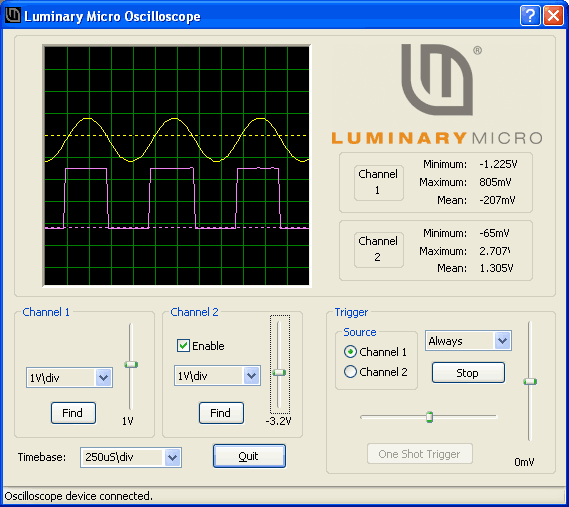 Luminary Micro Oscilloscope
®
LUMINARYMICRO
Channel 1
Minimum: -1.225V
Maximum: 805mV
Mean: -207mV
Channel 2
Minimum: -65mV
Maximum: 2.707V
Mean: 1.305V
Channel 1
1V\div
Find
1V
Channel 2
Enable
1V\div
Find
-3.2V
Trigger
Source
Channel 1
Channel 2
Always
Stop
One Shot Trigger
0mV
Timebase: 250uS\div
Quit
Oscilloscope device connected.